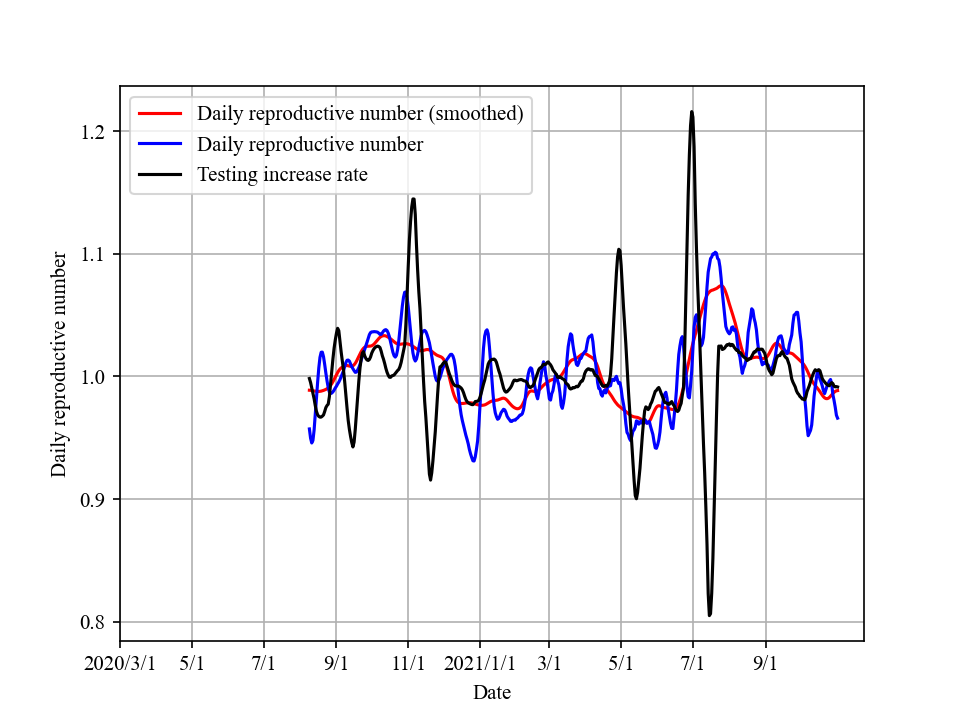 Daily reproductive number (smoothed)
Daily reproductive number
Testing increase rate
Daily reproductive number
1.2
1.1
1.0
0.9
0.8
2020/3/1 5/1 7/1 9/1 11/1 2021/1/1 3/1 5/1 7/1 9/1
Date